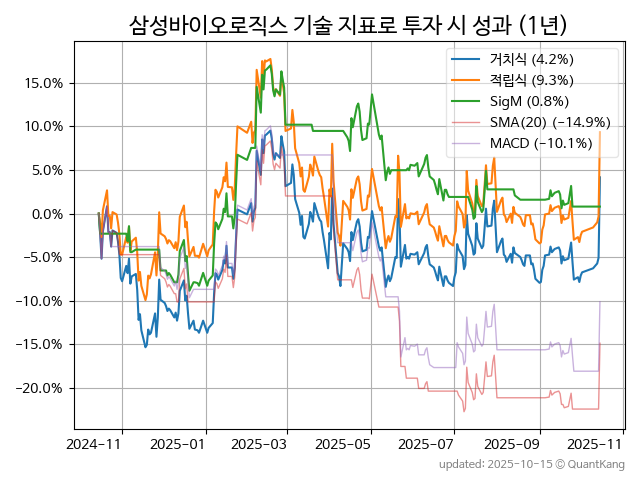 삼성바이오로직스 기술 지표로 투자 시 성과 (1년)
거치식 (4.2%)
적립식 (9.3%)
SigM (0.8%)
SMA(20) (−14.9%)
MACD (−10.1%)
15.0%
10.0%
5.0%
0.0%
−5.0%
−10.0%
−15.0%
−20.0%
2024-11 2025-01 2025-03 2025-05 2025-07 2025-09 2025-11
updated: 2025-10-15 © QuantKang